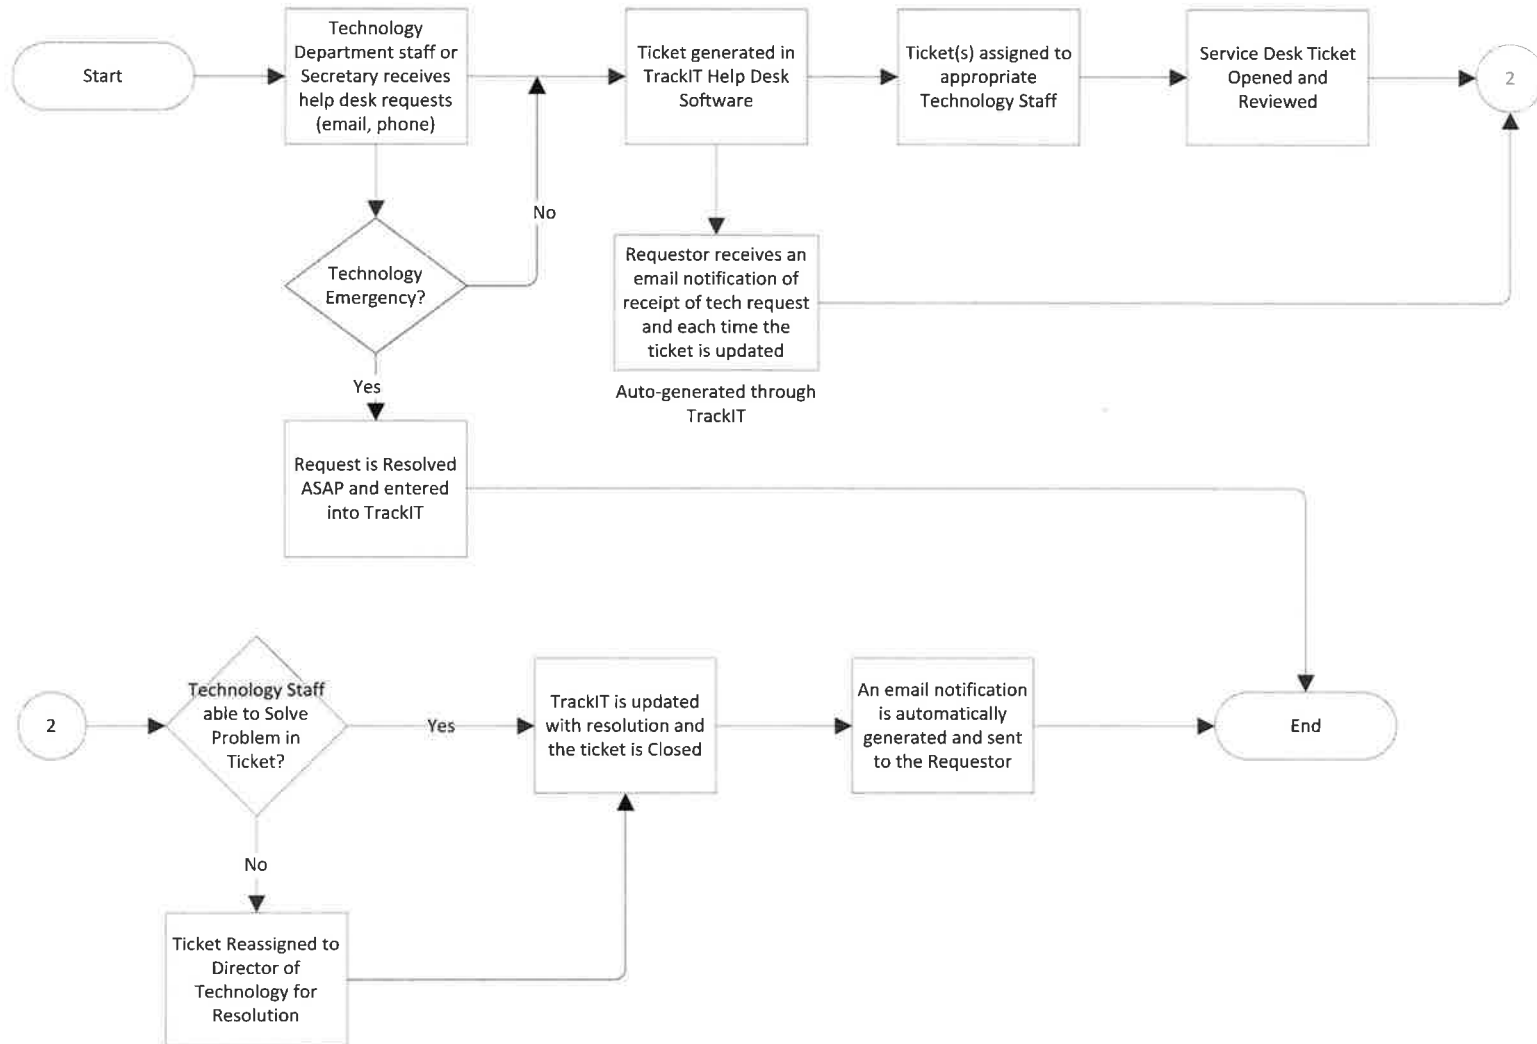 Start
Technology
Department staff or
Secretary receives
help desk requests
(email, phone)
Ticket generated in
TrackIT Help Desk
Software
Ticket(s) assigned to
appropriate
Technology Staff
Service Desk Ticket
Opened and
Reviewed
2
No
Technology
Emergency?
Requestor receives an
email notification of
receipt of tech request
and each time the
ticket is updated
Auto-generated through
TrackIT
Yes
Request is Resolved
ASAP and entered
into TrackIT
2
Technology Staff
able to Solve
Problem in
Ticket?
Yes
TrackIT is updated
with resolution and
the ticket is Closed
An email notification
is automatically
generated and sent
to the Requestor
End
No
Ticket Reassigned to
Director of
Technology for
Resolution